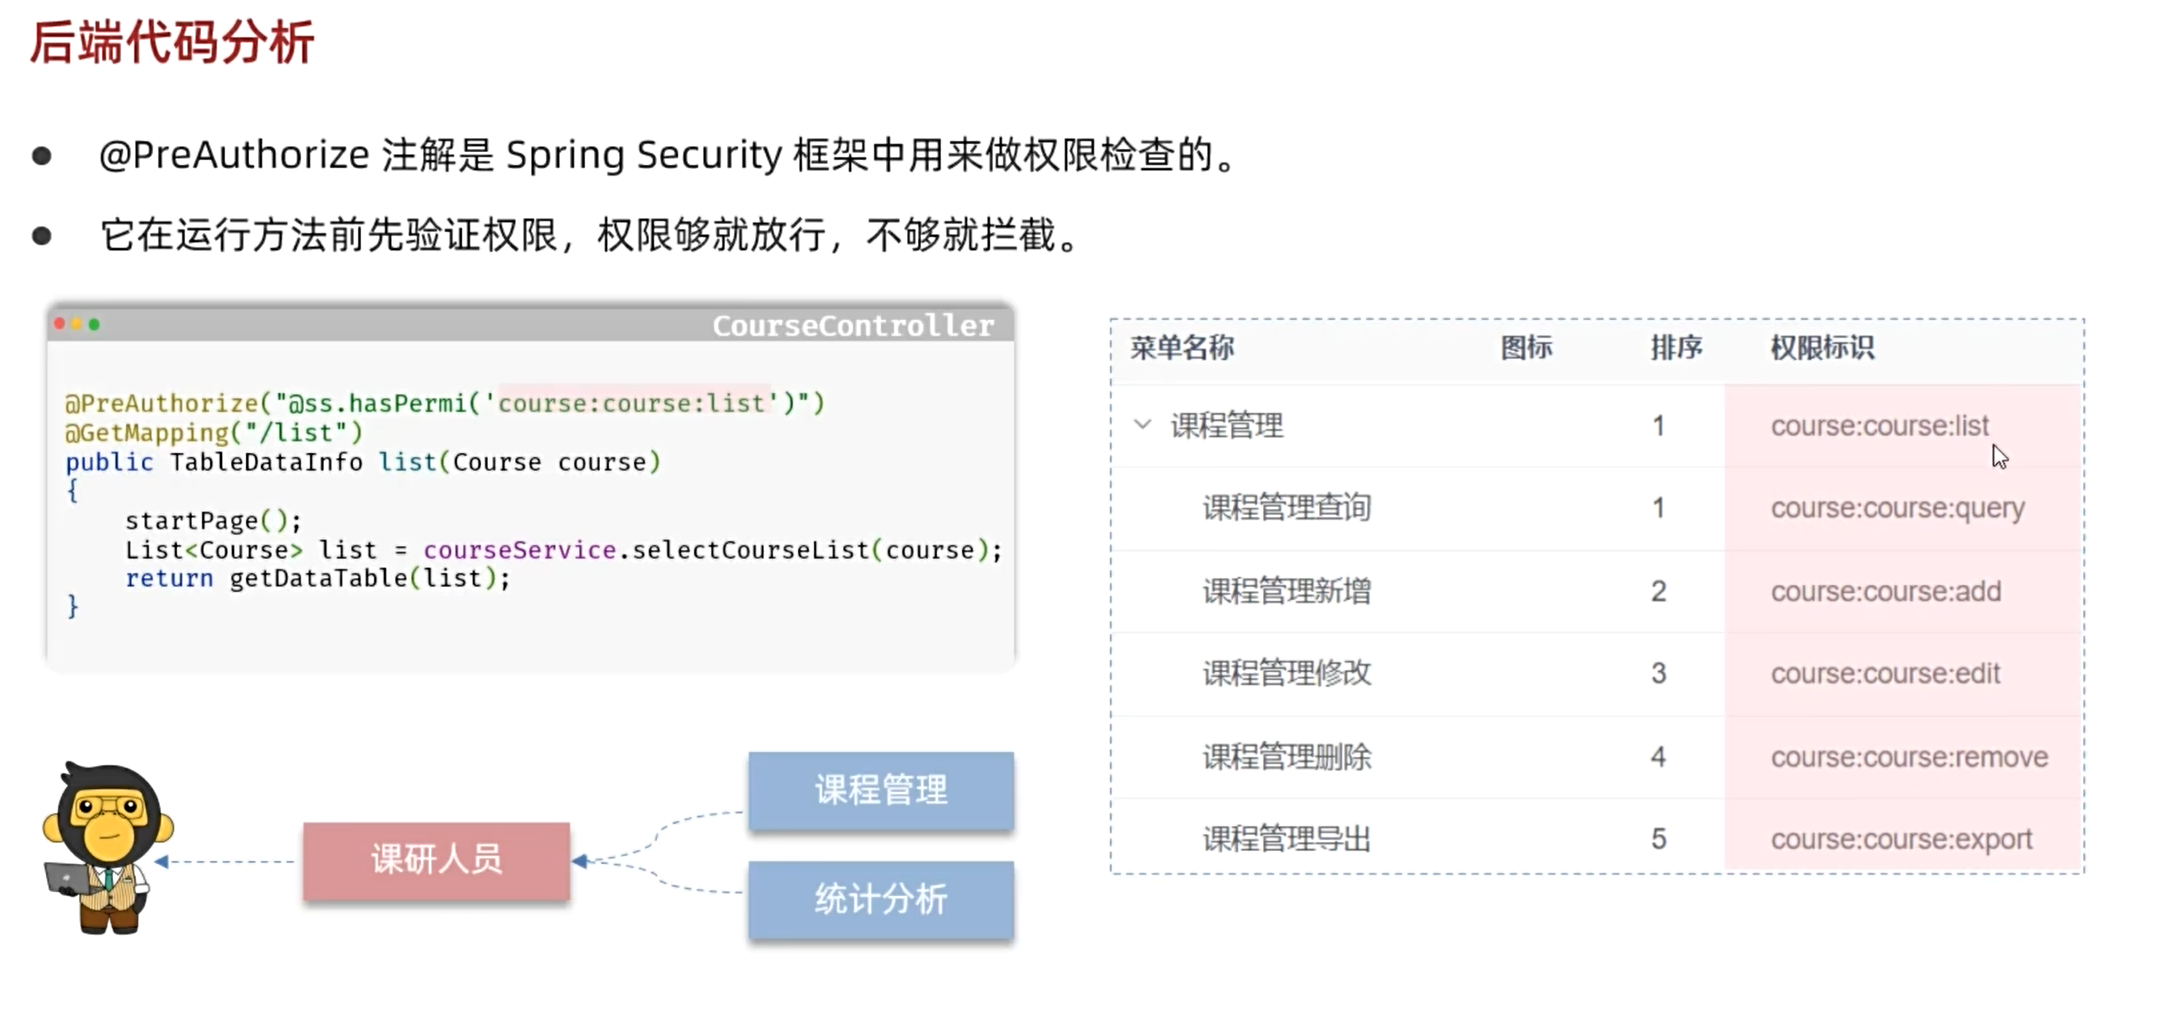 后端代码分析
@PreAuthorize 注解是 Spring Security 框架中用来做权限检查的。
它在运行方法前先验证权限，权限够就放行，不够就拦截。
CourseController
@PreAuthorize("@ss.hasPermi('course:course:list')")
@GetMapping("/list")
public TableDataInfo list(Course course)
{
startPage();
List<Course> list = courseService.selectCourseList(course);
return getDataTable(list);
}
课研人员
课程管理
统计分析
菜单名称 图标 排序 权限标识
课程管理 1 course:course:list
课程管理查询 1 course:course:query
课程管理新增 2 course:course:add
课程管理修改 3 course:course:edit
课程管理删除 4 course:course:remove
课程管理导出 5 course:course:export